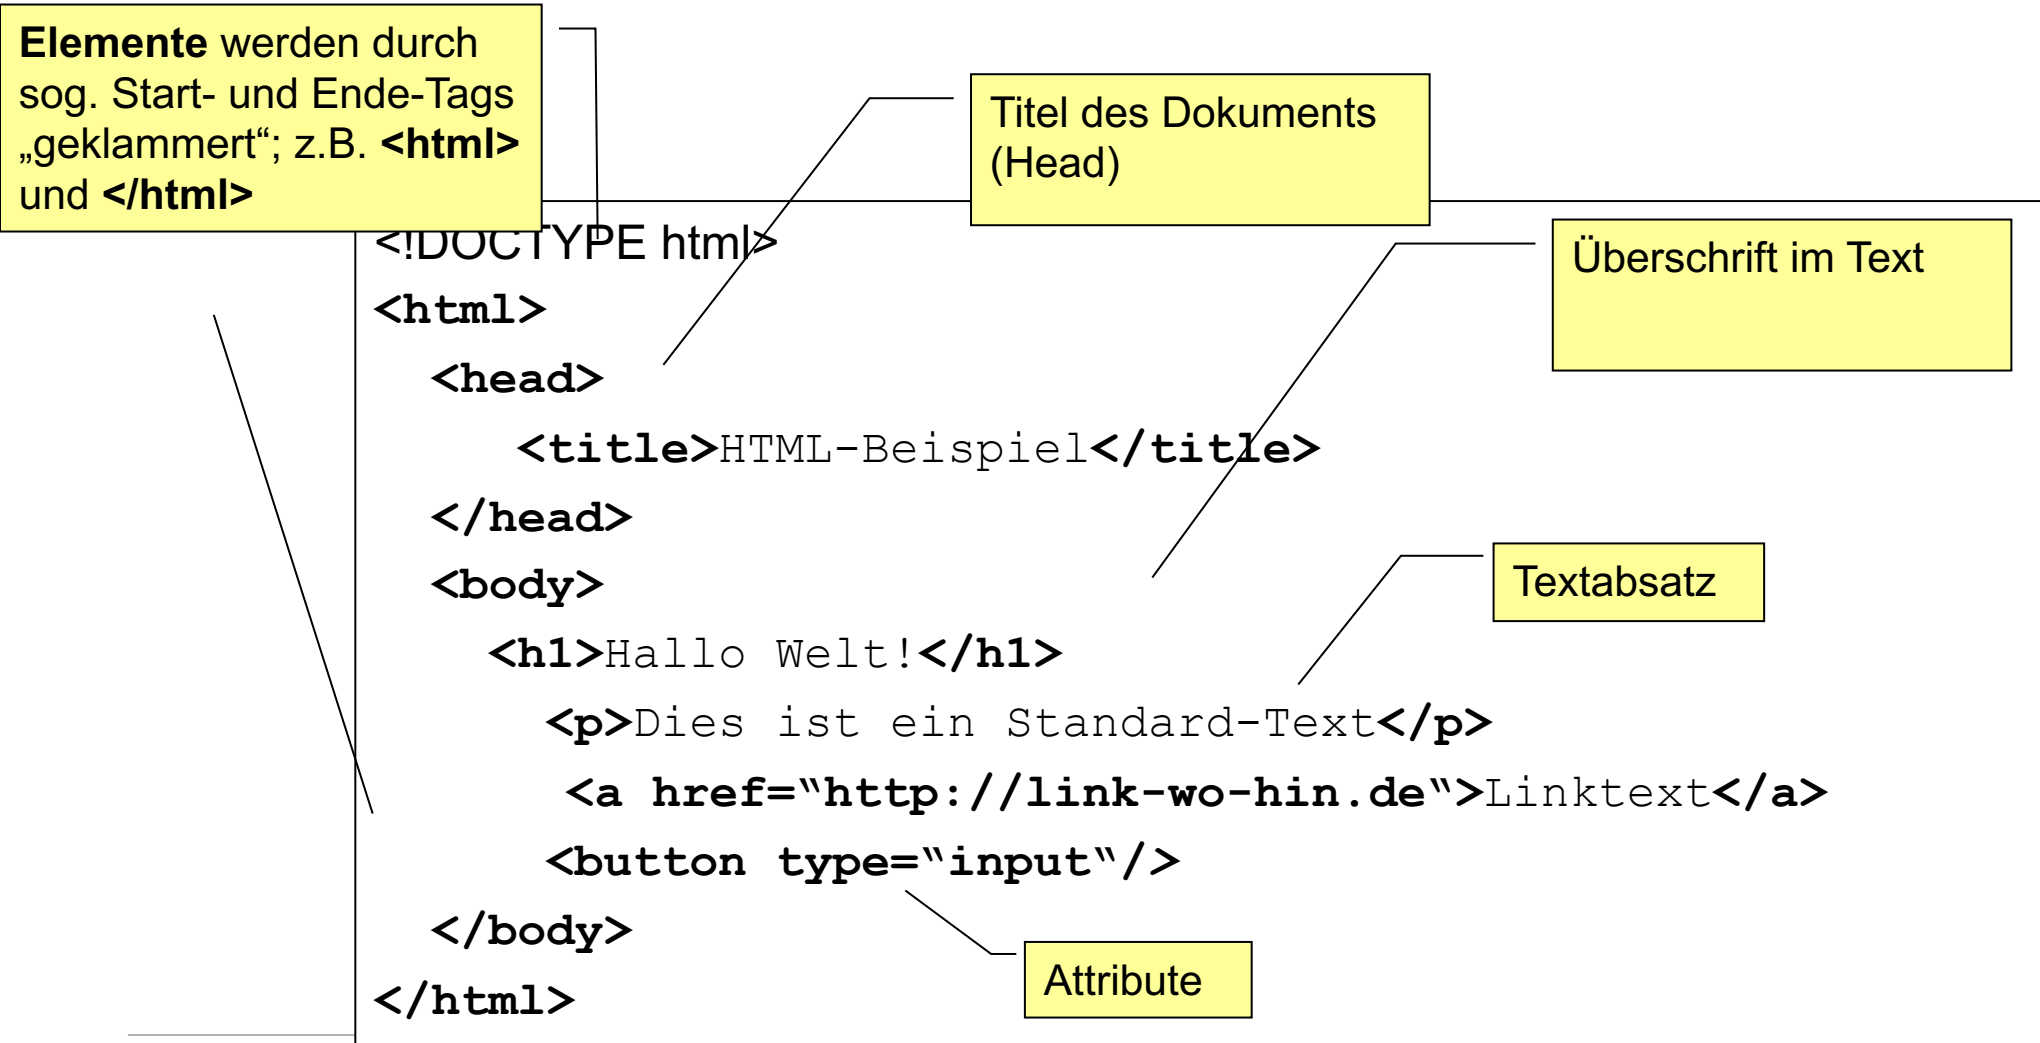 Elemente werden durch
sog. Start- und Ende-Tags
„geklammert“; z.B. <html>
und </html>
Titel des Dokuments
(Head)
<!DOCTYPE html>
Überschrift im Text
<html>
<head>
<title>HTML-Beispiel</title>
</head>
<body>
Textabsatz
<h1>Hallo Welt!</h1>
<p>Dies ist ein Standard-Text</p>
<a href=“http://link-wo-hin.de“>Linktext</a>
<button type=“input“/>
</body>
Attribute
</html>